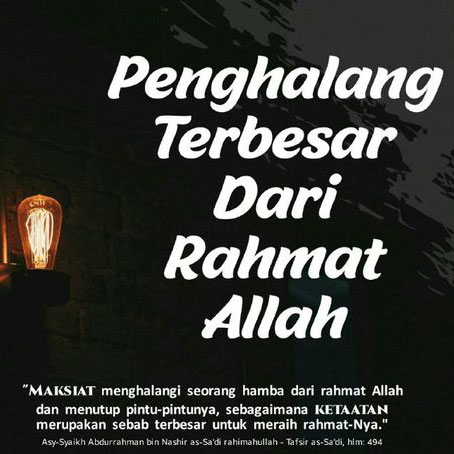 Penghalang
Terbesar
Dari
Rahmat
Allah
"MAKSIAT menghalangi seorang hamba dari rahmat Allah
dan menutup pintu-pintunya, sebagaimana KETAATAN
merupakan sebab terbesar untuk meraih rahmat-Nya."
Asy-Syaikh Abdurrahman bin Nashir as-Sa'di rahimahullah - Tafsir as-Sa'di, hlm: 494